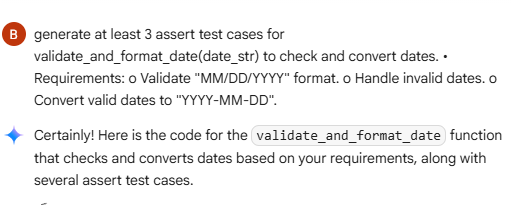 B
generate at least 3 assert test cases for
validate_and_format_date(date_str) to check and convert dates. •
Requirements: o Validate "MM/DD/YYYY" format. o Handle invalid dates. o
Convert valid dates to "YYYY-MM-DD".
Certainly! Here is the code for the validate_and_format_date function
that checks and converts dates based on your requirements, along with
several assert test cases.